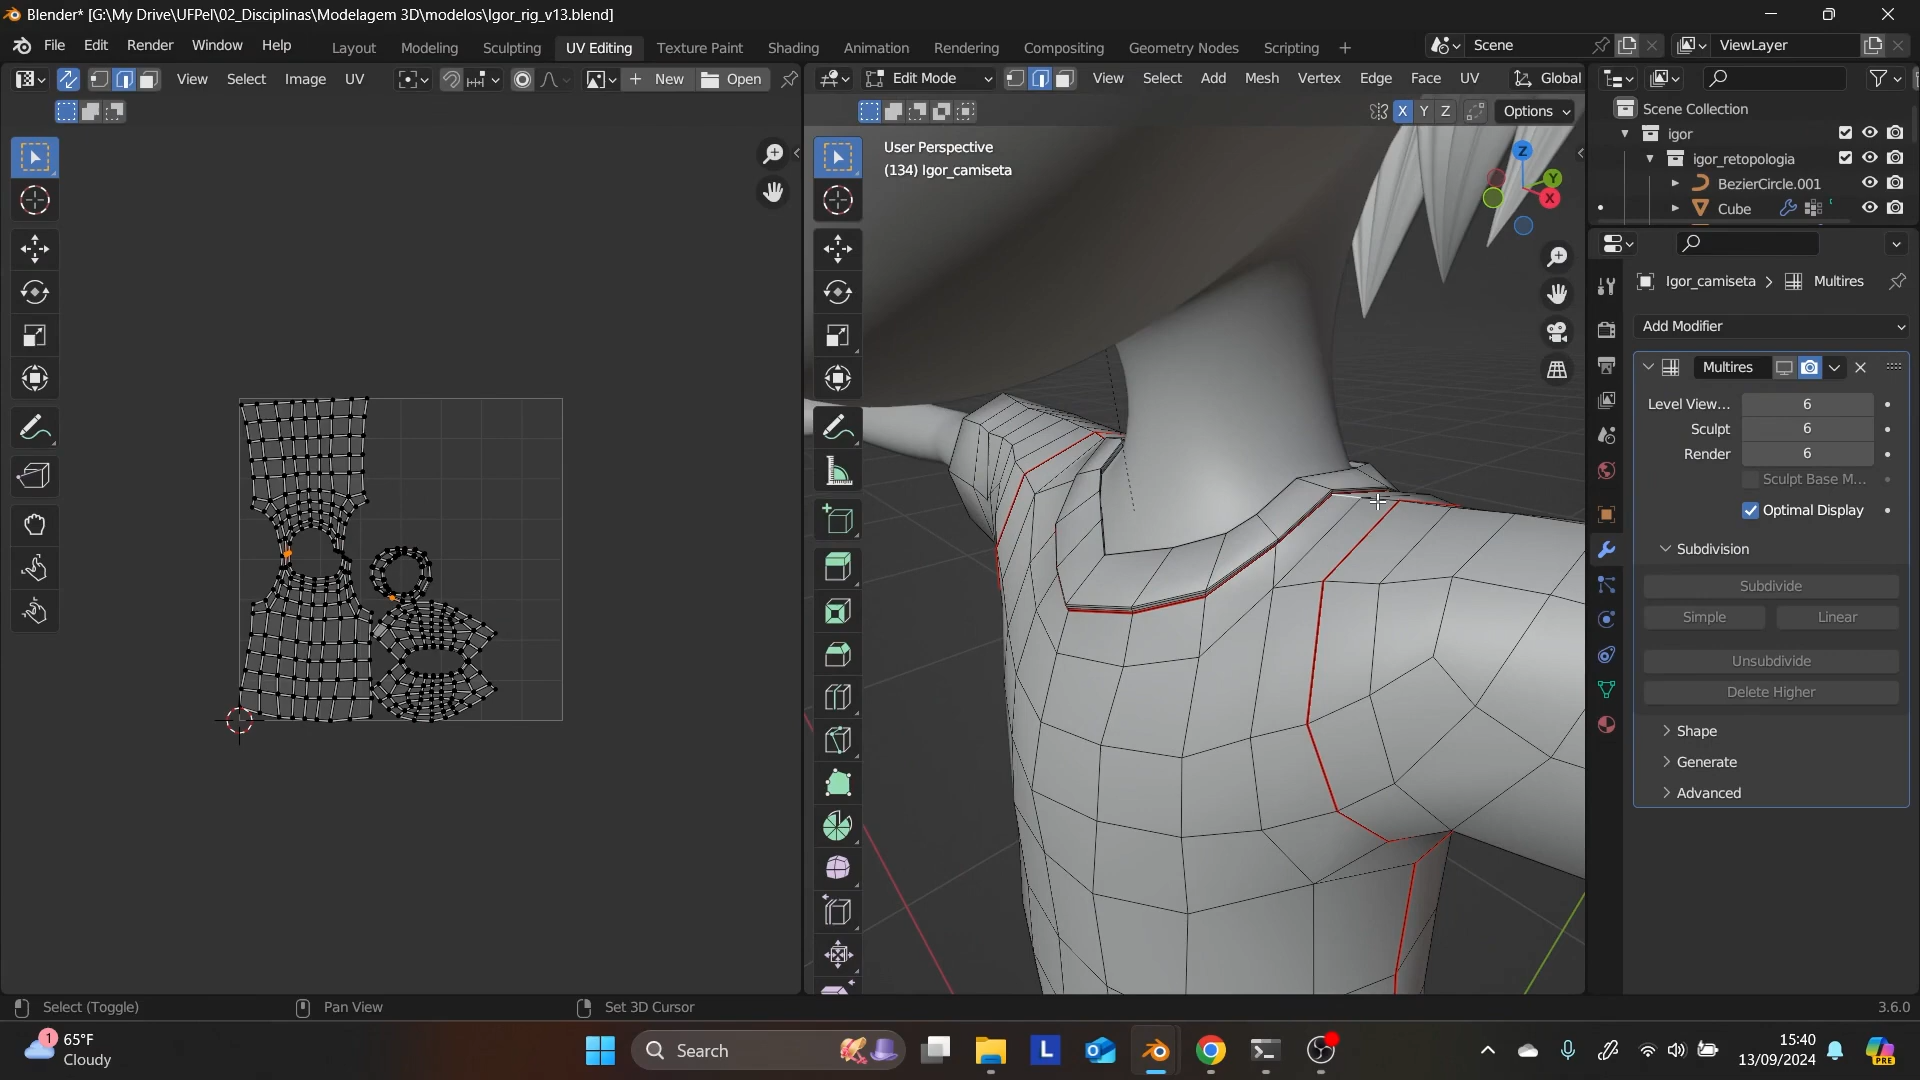 Blender* [G:\My Drive\UFPel\02_Disciplinas\Modelagem 3D\modelos\Igor_rig_v13.blend]
File Edit Render Window Help Layout Modeling Sculpting UV Editing Texture Paint Shading Animation Rendering Compositing Geometry Nodes Scripting + Scene ViewLayer
View Select Image UV New Open Edit Mode View Select Add Mesh Vertex Edge Face UV Global
X Y Z Options
Scene Collection
igor
igor_retopologia
BezierCircle.001
Cube
User Perspective
(134) Igor_camiseta
Z
Y
X
Igor_camiseta > Multires
Add Modifier
Multires
Level View... 6
Sculpt 6
Render 6
Sculpt Base M...
Optimal Display
Subdivision
Subdivide
Simple Linear
Unsubdivide
Delete Higher
Shape
Generate
Advanced
Select (Toggle) Pan View Set 3D Cursor 3.6.0
1
65°F
Cloudy
Search
L
15:40
13/09/2024
PRE